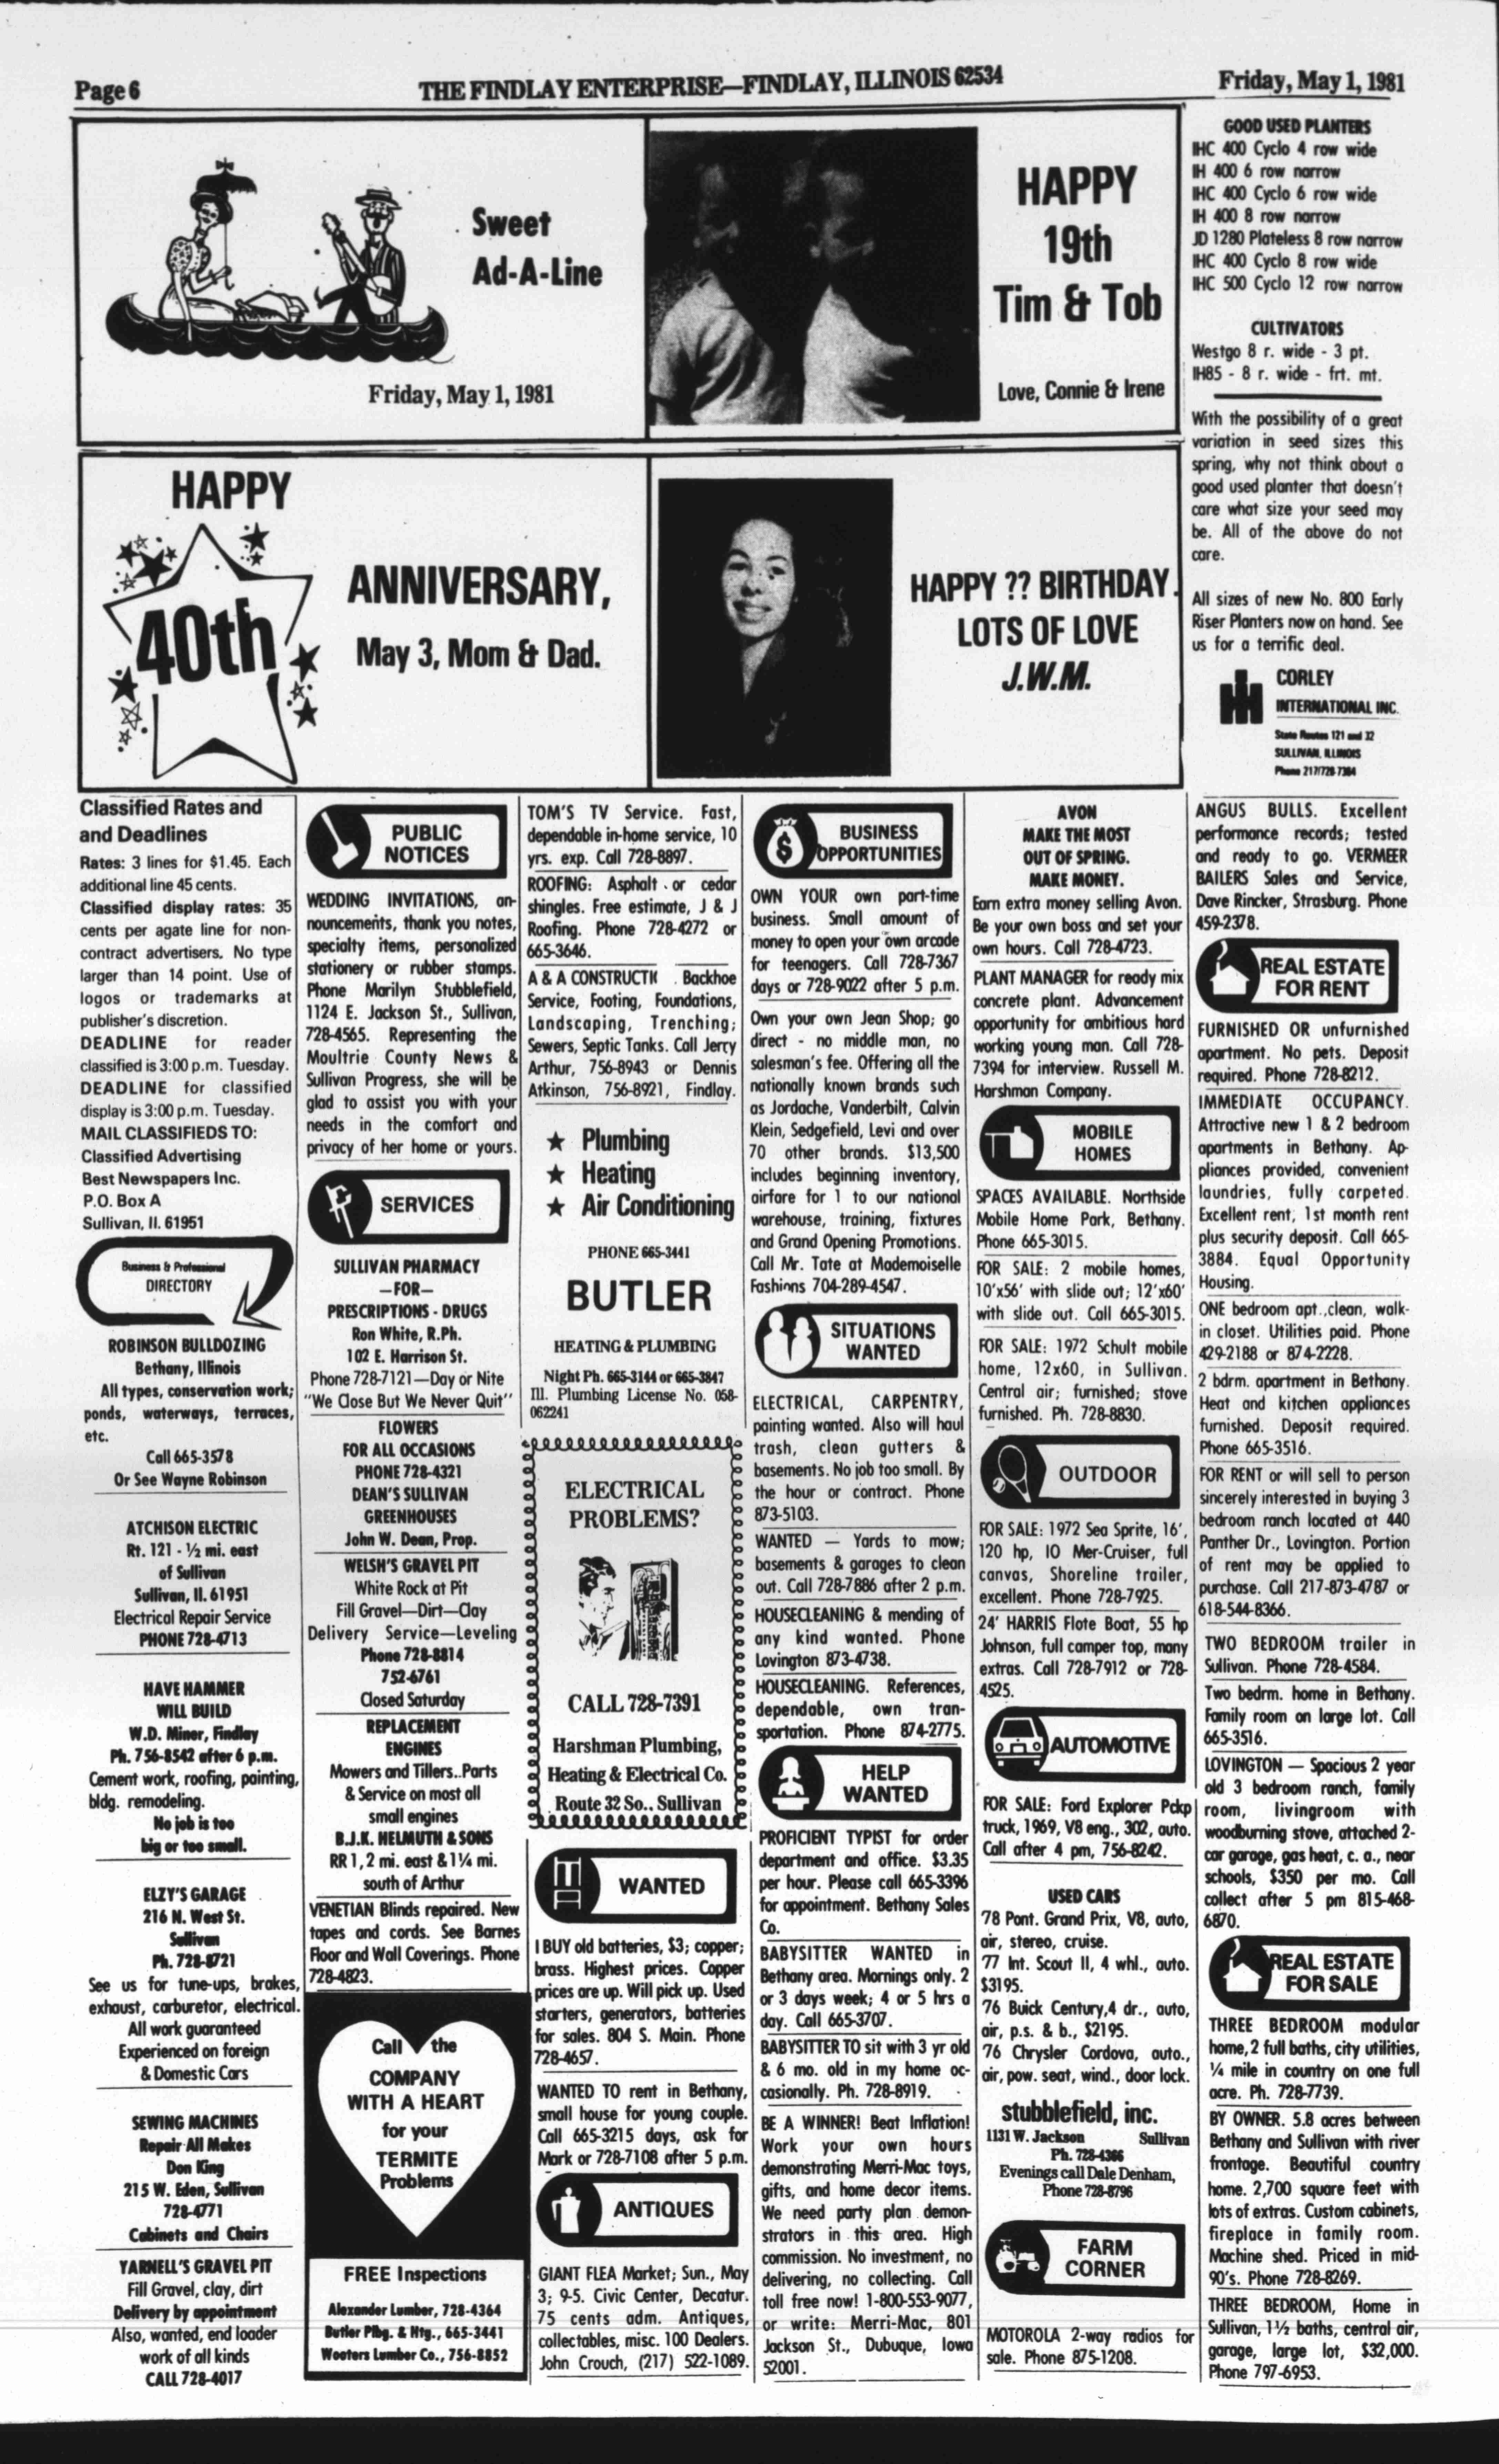 Page 6
THE FINDLAY ENTERPRISE—FINDLAY, ILLINOIS 62534
Friday, May 1, 1981
Sweet
Ad-A-Line
Friday, May 1, 1981
HAPPY
19th
Tim & Tob
Love, Connie & Irene
HAPPY
40th
ANNIVERSARY,
May 3, Mom & Dad.
HAPPY ?? BIRTHDAY
LOTS OF LOVE
J.W.M.
GOOD USED PLANTERS
IHC 400 Cyclo 4 row wide
IH 400 6 row narrow
IHC 400 Cyclo 6 row wide
IH 400 8 row narrow
JD 1280 Plateless 8 row narrow
IHC 400 Cyclo 8 row wide
IHC 500 Cyclo 12 row narrow
CULTIVATORS
Westgo 8 r. wide - 3 pt.
IH85 - 8 r. wide - frt. mt.
With the possibility of a great
variation in seed sizes this
spring, why not think about a
good used planter that doesn't
care what size your seed may
be. All of the above do not
care.
All sizes of new No. 800 Early
Riser Planters now on hand. See
us for a terrific deal.
CORLEY
INTERNATIONAL INC.
State Routes 121 and 32
SULLIVAN, ILLINOIS
Phone 217/728-7364
Classified Rates and
and Deadlines
Rates: 3 lines for $1.45. Each
additional line 45 cents.
Classified display rates: 35
cents per agate line for non-
contract advertisers. No type
larger than 14 point. Use of
logos or trademarks at
publisher's discretion.
DEADLINE for reader
classified is 3:00 p.m. Tuesday.
DEADLINE for classified
display is 3:00 p.m. Tuesday.
MAIL CLASSIFIEDS TO:
Classified Advertising
Best Newspapers Inc.
P.O. Box A
Sullivan, Il. 61951
Business & Professional
DIRECTORY
ROBINSON BULLDOZING
Bethany, Illinois
All types, conservation work;
ponds, waterways, terraces,
etc.
Call 665-3578
Or See Wayne Robinson
ATCHISON ELECTRIC
Rt. 121 - ½ mi. east
of Sullivan
Sullivan, Il. 61951
Electrical Repair Service
PHONE 728-4713
HAVE HAMMER
WILL BUILD
W.D. Miner, Findlay
Ph. 756-8542 after 6 p.m.
Cement work, roofing, painting,
bldg. remodeling.
No job is too
big or too small.
ELZY'S GARAGE
216 N. West St.
Sullivan
Ph. 728-8721
See us for tune-ups, brakes,
exhaust, carburetor, electrical.
All work guaranteed
Experienced on foreign
& Domestic Cars
SEWING MACHINES
Repair All Makes
Don King
215 W. Eden, Sullivan
728-4771
Cabinets and Chairs
YARNELL'S GRAVEL PIT
Fill Gravel, clay, dirt
Delivery by appointment
Also, wanted, end loader
work of all kinds
CALL 728-4017
PUBLIC
NOTICES
WEDDING INVITATIONS, an-
nouncements, thank you notes,
specialty items, personalized
stationery or rubber stamps.
Phone Marilyn Stubblefield,
1124 E. Jackson St., Sullivan,
728-4565. Representing the
Moultrie County News &
Sullivan Progress, she will be
glad to assist you with your
needs in the comfort and
privacy of her home or yours.
SERVICES
SULLIVAN PHARMACY
—FOR—
PRESCRIPTIONS - DRUGS
Ron White, R.Ph.
102 E. Harrison St.
Phone 728-7121—Day or Nite
"We Close But We Never Quit"
FLOWERS
FOR ALL OCCASIONS
PHONE 728-4321
DEAN'S SULLIVAN
GREENHOUSES
John W. Dean, Prop.
WELSH'S GRAVEL PIT
White Rock at Pit
Fill Gravel—Dirt—Clay
Delivery Service—Leveling
Phone 728-8814
752-6761
Closed Saturday
REPLACEMENT
ENGINES
Mowers and Tillers..Parts
& Service on most all
small engines
B.J.K. HELMUTH & SONS
RR 1, 2 mi. east & 1¼ mi.
south of Arthur
VENETIAN Blinds repaired. New
tapes and cords. See Barnes
Floor and Wall Coverings. Phone
728-4823.
Call the
COMPANY
WITH A HEART
for your
TERMITE
Problems
FREE Inspections
Alexander Lumber, 728-4364
Butler Plbg. & Htg., 665-3441
Wooters Lumber Co., 756-8852
TOM'S TV Service. Fast,
dependable in-home service, 10
yrs. exp. Call 728-8897.
ROOFING: Asphalt or cedar
shingles. Free estimate, J & J
Roofing. Phone 728-4272 or
665-3646.
A & A CONSTRUCTI . Backhoe
Service, Footing, Foundations,
Landscaping, Trenching;
Sewers, Septic Tanks. Call Jerry
Arthur, 756-8943 or Dennis
Atkinson, 756-8921, Findlay.
★ Plumbing
★ Heating
★ Air Conditioning
PHONE 665-3441
BUTLER
HEATING & PLUMBING
Night Ph. 665-3144 or 665-3847
Ill. Plumbing License No. 058-
062241
ELECTRICAL
PROBLEMS?
CALL 728-7391
Harshman Plumbing,
Heating & Electrical Co.
Route 32 So., Sullivan
WANTED
I BUY old batteries, $3; copper;
brass. Highest prices. Copper
prices are up. Will pick up. Used
starters, generators, batteries
for sales. 804 S. Main. Phone
728-4657.
WANTED TO rent in Bethany,
small house for young couple.
Call 665-3215 days, ask for
Mark or 728-7108 after 5 p.m.
ANTIQUES
GIANT FLEA Market; Sun., May
3; 9-5. Civic Center, Decatur.
75 cents adm. Antiques,
collectables, misc. 100 Dealers.
John Crouch, (217) 522-1089.
BUSINESS
OPPORTUNITIES
OWN YOUR own part-time
business. Small amount of
money to open your own arcade
for teenagers. Call 728-7367
days or 728-9022 after 5 p.m.
Own your own Jean Shop; go
direct - no middle man, no
salesman's fee. Offering all the
nationally known brands such
as Jordache, Vanderbilt, Calvin
Klein, Sedgefield, Levi and over
70 other brands. $13,500
includes beginning inventory,
airfare for 1 to our national
warehouse, training, fixtures
and Grand Opening Promotions.
Call Mr. Tate at Mademoiselle
Fashions 704-289-4547.
SITUATIONS
WANTED
ELECTRICAL, CARPENTRY,
painting wanted. Also will haul
trash, clean gutters &
basements. No job too small. By
the hour or contract. Phone
873-5103.
WANTED — Yards to mow;
basements & garages to clean
out. Call 728-7886 after 2 p.m.
HOUSECLEANING & mending of
any kind wanted. Phone
Lovington 873-4738.
HOUSECLEANING. References,
dependable, own tran-
sportation. Phone 874-2775.
HELP
WANTED
PROFICIENT TYPIST for order
department and office. $3.35
per hour. Please call 665-3396
for appointment. Bethany Sales
Co.
BABYSITTER WANTED in
Bethany area. Mornings only. 2
or 3 days week; 4 or 5 hrs a
day. Call 665-3707.
BABYSITTER TO sit with 3 yr old
& 6 mo. old in my home oc-
casionally. Ph. 728-8919.
BE A WINNER! Beat Inflation!
Work your own hours
demonstrating Merri-Mac toys,
gifts, and home decor items.
We need party plan demon-
strators in this area. High
commission. No investment, no
delivering, no collecting. Call
toll free now! 1-800-553-9077,
or write: Merri-Mac, 801
Jackson St., Dubuque, Iowa
52001.
AVON
MAKE THE MOST
OUT OF SPRING.
MAKE MONEY.
Earn extra money selling Avon.
Be your own boss and set your
own hours. Call 728-4723.
PLANT MANAGER for ready mix
concrete plant. Advancement
opportunity for ambitious hard
working young man. Call 728-
7394 for interview. Russell M.
Harshman Company.
MOBILE
HOMES
SPACES AVAILABLE. Northside
Mobile Home Park, Bethany.
Phone 665-3015.
FOR SALE: 2 mobile homes,
10'x56' with slide out; 12'x60'
with slide out. Call 665-3015.
FOR SALE: 1972 Schult mobile
home, 12x60, in Sullivan.
Central air; furnished; stove
furnished. Ph. 728-8830.
OUTDOOR
FOR SALE: 1972 Sea Sprite, 16',
120 hp, IO Mer-Cruiser, full
canvas, Shoreline trailer,
excellent. Phone 728-7925.
24' HARRIS Flote Boat, 55 hp
Johnson, full camper top, many
extras. Call 728-7912 or 728-
4525.
AUTOMOTIVE
FOR SALE: Ford Explorer Pckp
truck, 1969, V8 eng., 302, auto.
Call after 4 pm, 756-8242.
USED CARS
'78 Pont. Grand Prix, V8, auto,
air, stereo, cruise.
'77 Int. Scout II, 4 whl., auto.
$3195.
'76 Buick Century,4 dr., auto,
air, p.s. & b., $2195.
'76 Chrysler Cordova, auto.,
air, pow. seat, wind., door lock.
stubblefield, inc.
1131 W. Jackson Sullivan
Ph. 728-4366
Evenings call Dale Denham,
Phone 728-8796
FARM
CORNER
MOTOROLA 2-way radios for
sale. Phone 875-1208.
ANGUS BULLS. Excellent
performance records; tested
and ready to go. VERMEER
BAILERS Sales and Service,
Dave Rincker, Strasburg. Phone
459-2378.
REAL ESTATE
FOR RENT
FURNISHED OR unfurnished
apartment. No pets. Deposit
required. Phone 728-8212.
IMMEDIATE OCCUPANCY.
Attractive new 1 & 2 bedroom
apartments in Bethany. Ap-
pliances provided, convenient
laundries, fully carpeted.
Excellent rent, 1st month rent
plus security deposit. Call 665-
3884. Equal Opportunity
Housing.
ONE bedroom apt.,clean, walk-
in closet. Utilities paid. Phone
429-2188 or 874-2228.
2 bdrm. apartment in Bethany.
Heat and kitchen appliances
furnished. Deposit required.
Phone 665-3516.
FOR RENT or will sell to person
sincerely interested in buying 3
bedroom ranch located at 440
Panther Dr., Lovington. Portion
of rent may be applied to
purchase. Call 217-873-4787 or
618-544-8366.
TWO BEDROOM trailer in
Sullivan. Phone 728-4584.
Two bedrm. home in Bethany.
Family room on large lot. Call
665-3516.
LOVINGTON — Spacious 2 year
old 3 bedroom ranch, family
room, livingroom with
woodburning stove, attached 2-
car garage, gas heat, c. a., near
schools, $350 per mo. Call
collect after 5 pm 815-468-
6870.
REAL ESTATE
FOR SALE
THREE BEDROOM modular
home, 2 full baths, city utilities,
¼ mile in country on one full
acre. Ph. 728-7739.
BY OWNER. 5.8 acres between
Bethany and Sullivan with river
frontage. Beautiful country
home. 2,700 square feet with
lots of extras. Custom cabinets,
fireplace in family room.
Machine shed. Priced in mid-
90's. Phone 728-8269.
THREE BEDROOM, Home in
Sullivan, 1½ baths, central air,
garage, large lot, $32,000.
Phone 797-6953.